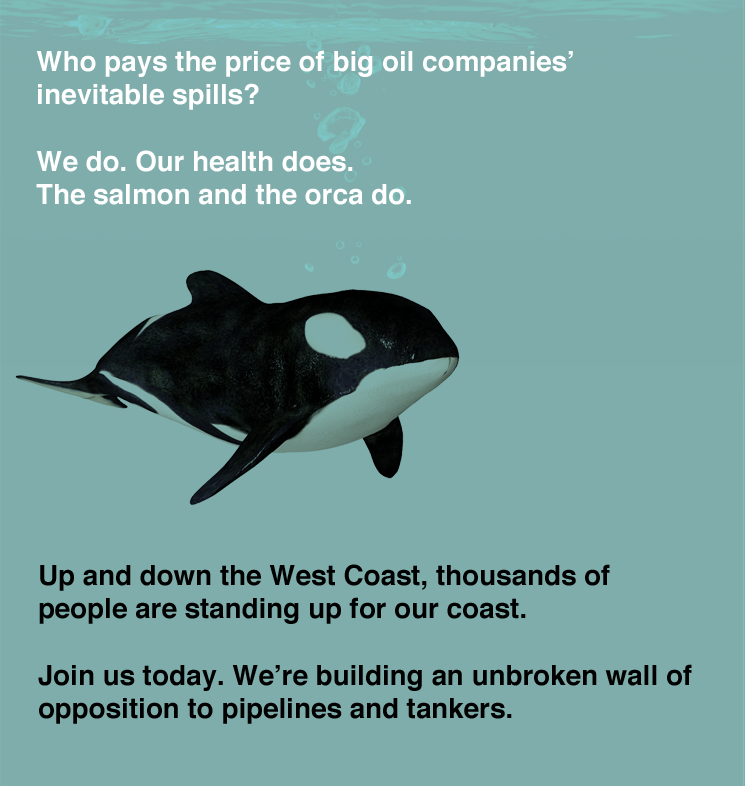 Who pays the price of big oil companies’
inevitable spills?
We do. Our health does.
The salmon and the orca do.
Up and down the West Coast, thousands of
people are standing up for our coast.
Join us today. We’re building an unbroken wall of
opposition to pipelines and tankers.